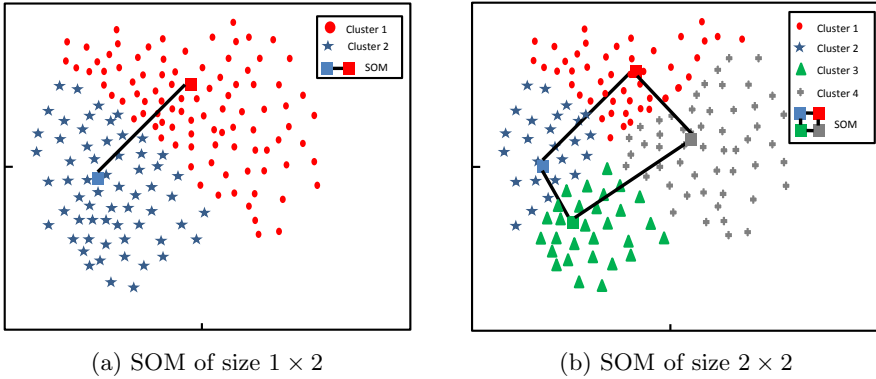 Cluster 1
Cluster 2
SOM
Cluster 1
Cluster 2
Cluster 3
Cluster 4
SOM
(a) SOM of size 1 × 2
(b) SOM of size 2 × 2